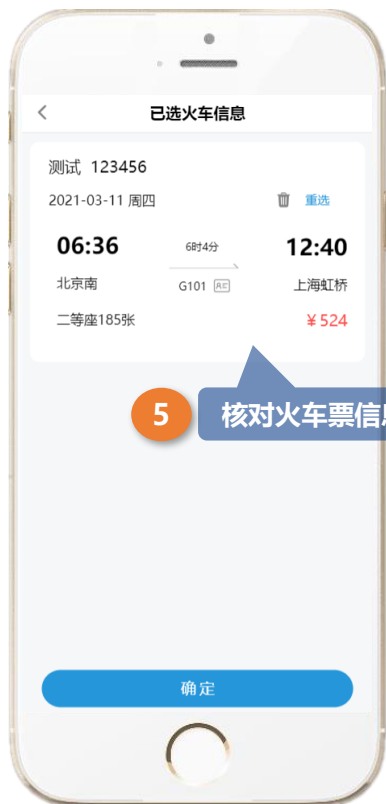 已选火车信息
测试 123456
2021-03-11 周四
重选
06:36
6时4分
12:40
北京南
G101
上海虹桥
二等座185张
¥524
5
核对火车票信息
确定